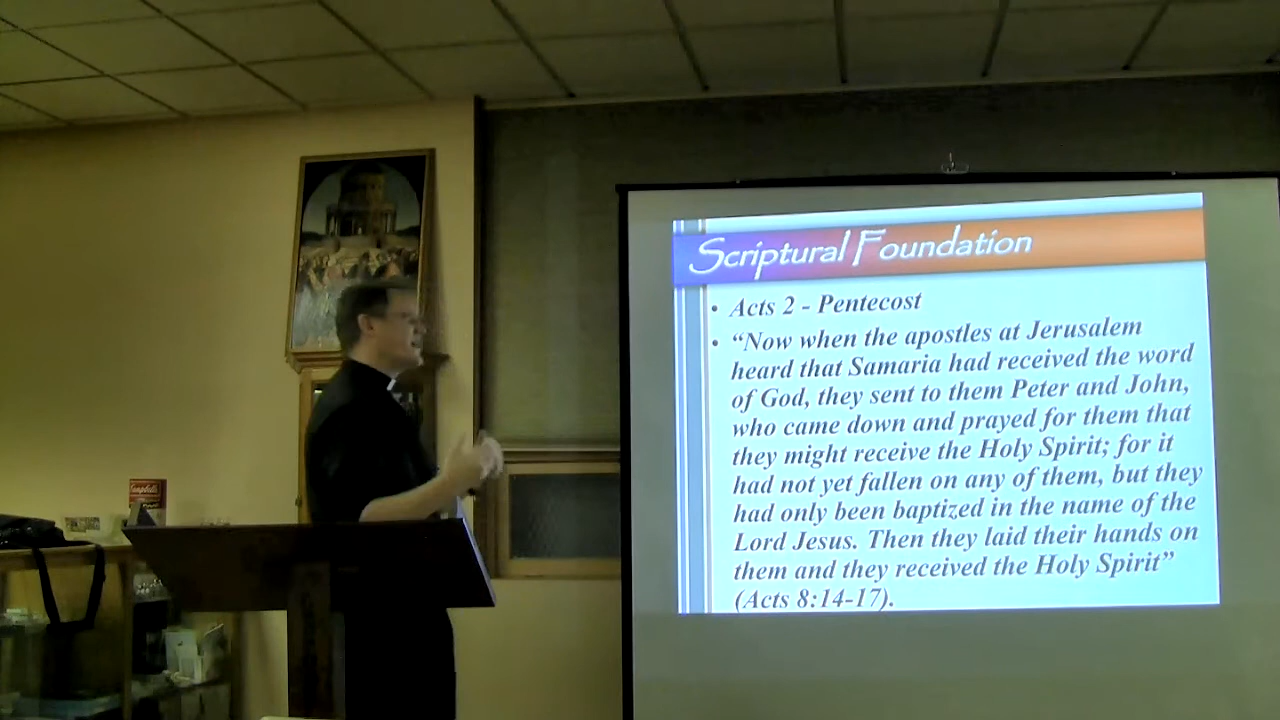 Scriptural Foundation
• Acts 2 - Pentecost
• “Now when the apostles at Jerusalem
heard that Samaria had received the word
of God, they sent to them Peter and John,
who came down and prayed for them that
they might receive the Holy Spirit; for it
had not yet fallen on any of them, but they
had only been baptized in the name of the
Lord Jesus. Then they laid their hands on
them and they received the Holy Spirit”
(Acts 8:14-17).
Campbell's